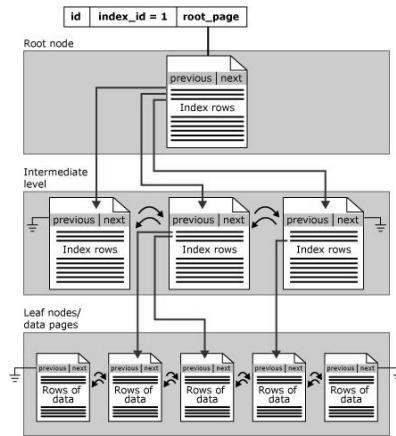 id index_id = 1 root_page
Root node
previous | next
Index rows
Intermediate
level
previous | next previous | next previous | next
Index rows Index rows Index rows
Leaf nodes/
data pages
previous | next previous | next previous | next previous | next previous | next
Rows of Rows of Rows of Rows of Rows of
data data data data data